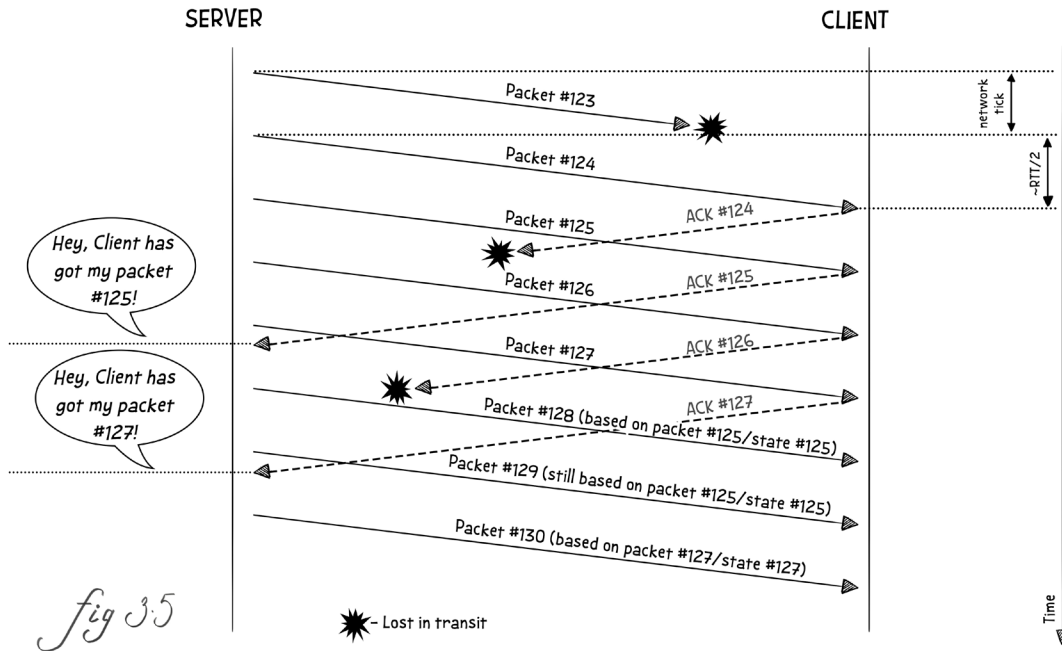 SERVER
CLIENT
Packet #123
network
tick
Packet #124
~RTT/2
ACK #124
Packet #125
Hey, Client has
got my packet
#125!
ACK #125
Packet #126
ACK #126
Packet #127
Hey, Client has
got my packet
#127!
ACK #127
Packet #128 (based on packet #125/state #125)
Packet #129 (still based on packet #125/state #125)
Packet #130 (based on packet #127/state #127)
fig 3.5
- Lost in transit
Time